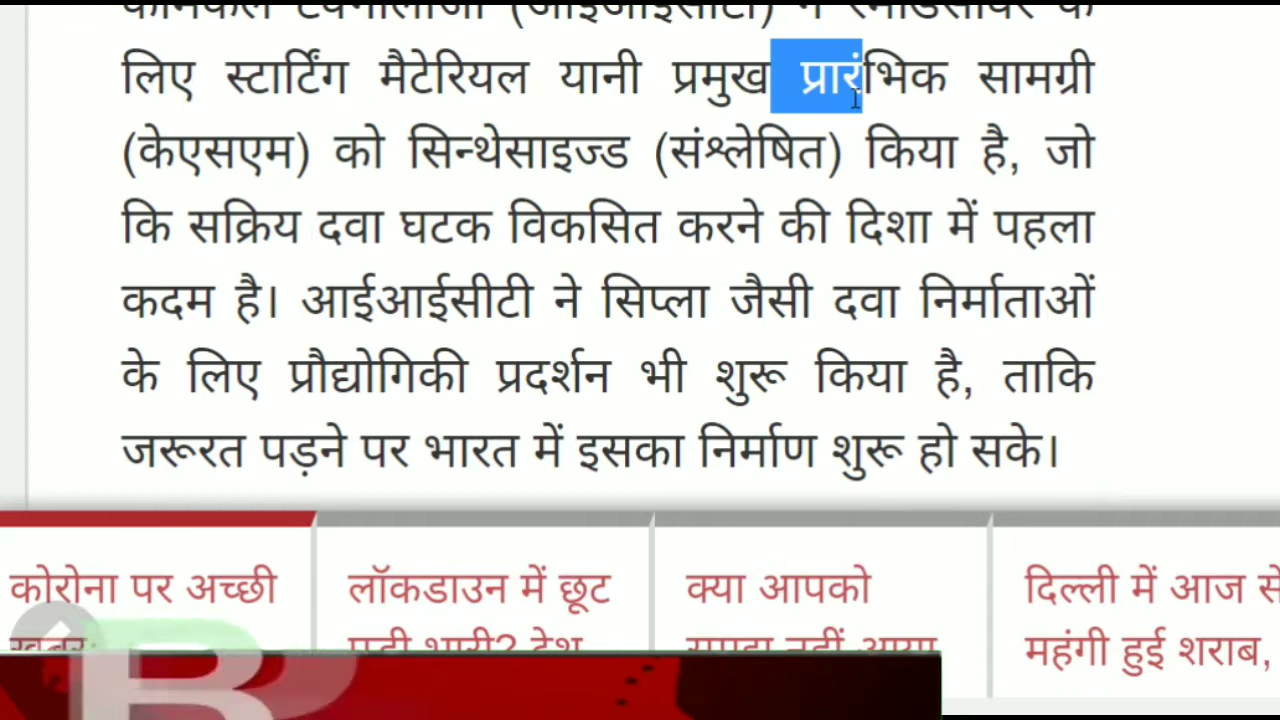 लिए स्टार्टिंग मैटेरियल यानी प्रमुख प्रारंभिक सामग्री
(केएसएम) को सिन्थेसाइज्ड (संश्लेषित) किया है, जो
कि सक्रिय दवा घटक विकसित करने की दिशा में पहला
कदम है। आईआईसीटी ने सिप्ला जैसी दवा निर्माताओं
के लिए प्रौद्योगिकी प्रदर्शन भी शुरू किया है, ताकि
जरूरत पड़ने पर भारत में इसका निर्माण शुरू हो सके।
कोरोना पर अच्छी
लॉकडाउन में छूट
क्या आपको
दिल्ली में आज से
महंगी हुई शराब,